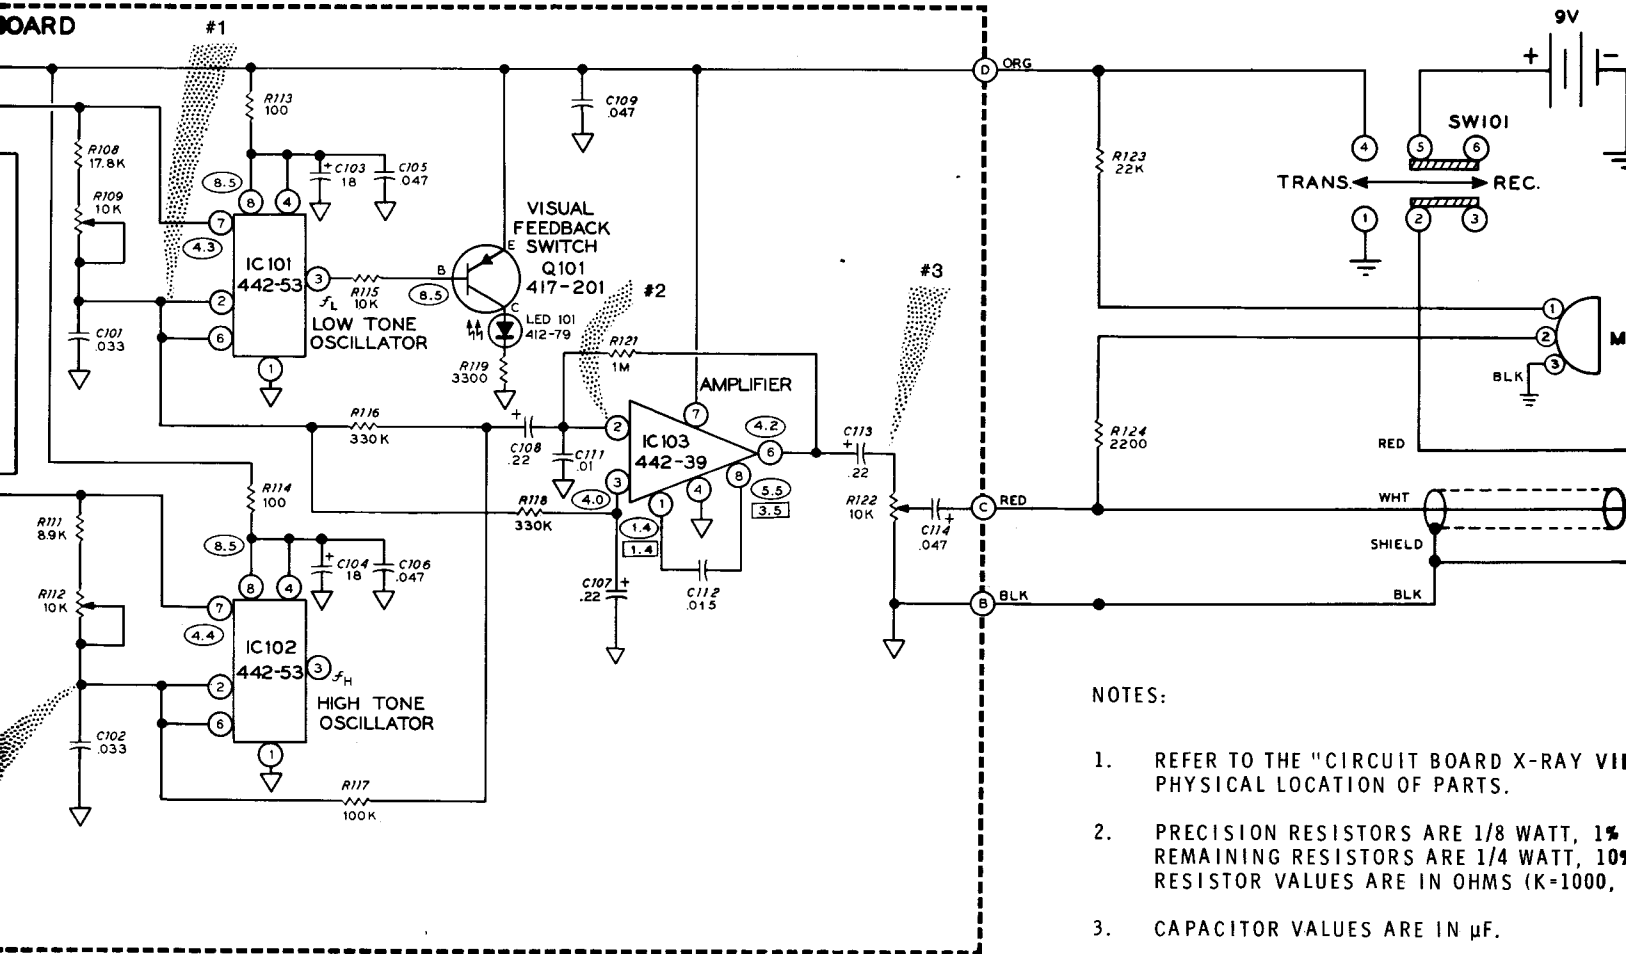 OARD
#1
9V
+
-
D
ORG
R113
100
C109
.047
R108
17.8K
C103
18
+
C105
.047
R123
22K
SW101
4
5
6
TRANS.
REC.
1
2
3
8.5
8
4
R109
10K
7
4.3
VISUAL
FEEDBACK
SWITCH
Q101
417-201
E
B
C
IC101
442-53
3
fL
R115
10K
8.5
#2
#3
2
6
1
LOW TONE
OSCILLATOR
LED 101
412-79
C101
.033
R119
3300
R121
1M
AMPLIFIER
1
2
3
M
BLK
R116
330K
+
C108
.22
C111
.01
2
3
7
IC103
442-39
4.2
6
C113
+
.22
R124
2200
RED
R118
330K
4.0
1
4
8
5.5
3.5
1.4
1.4
R122
10K
C114
.047
+
C
RED
WHT
SHIELD
R114
100
R111
8.9K
8.5
C104
18
+
C106
.047
C107
.22
+
C112
.015
B
BLK
BLK
R112
10K
8
4
7
4.4
IC102
442-53
3
fH
2
6
1
HIGH TONE
OSCILLATOR
C102
.033
R117
100K
NOTES:
1. REFER TO THE "CIRCUIT BOARD X-RAY
PHYSICAL LOCATION OF PARTS.
2. PRECISION RESISTORS ARE 1/8 WATT, 1%
REMAINING RESISTORS ARE 1/4 WATT, 10%
RESISTOR VALUES ARE IN OHMS (K=1000,
3. CAPACITOR VALUES ARE IN µF.